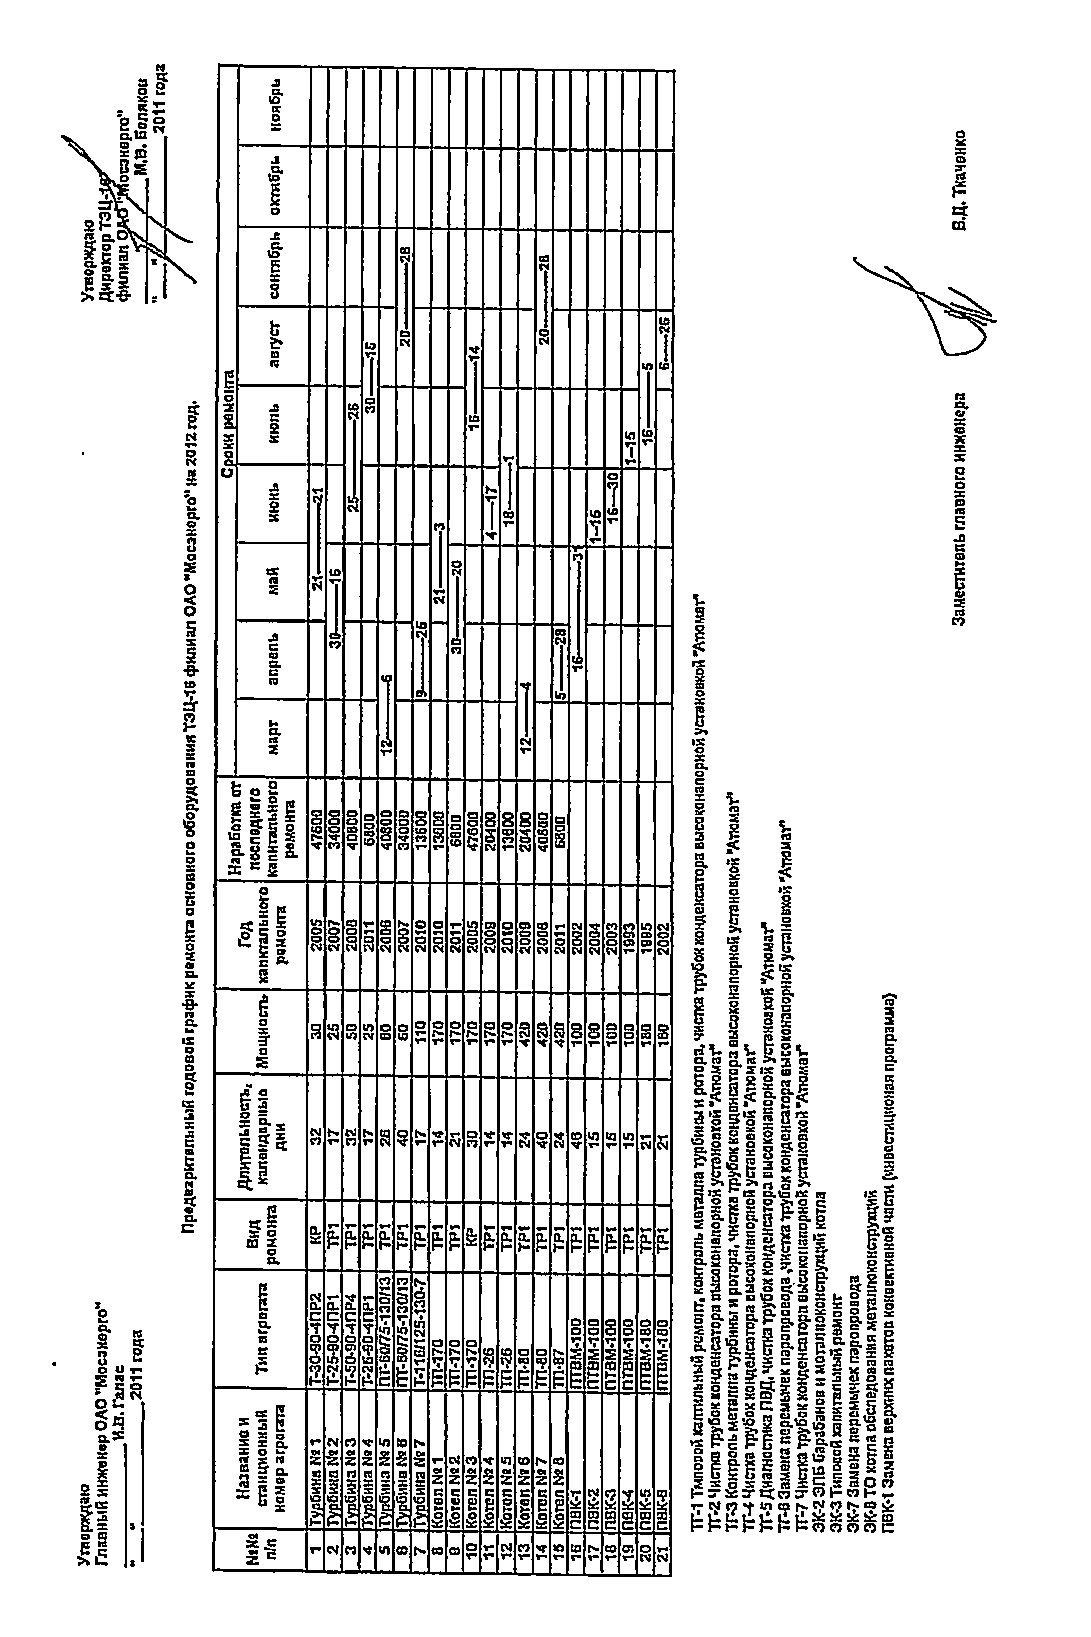 Утверждаю
Главный инженер ОАО "Мосэнерго"
И.В. Галас
" " 2011 года
Утверждаю
Директор ТЭЦ-16
филиал ОАО "Мосэнерго"
М.В. Беляков
" " 2011 года
Предварительный годовой график ремонта основного оборудования ТЭЦ-16 филиал ОАО "Мосэнерго" на 2012 год.
№№ п/п Название и станционный номер агрегата Тип агрегата Вид ремонта Длительность, календарные дни Мощность Год капитального ремонта Наработка от последнего капитального ремонта Сроки ремонта
март апрель май июнь июль август сентябрь октябрь ноябрь
1 Турбина № 1 Т-30-90-4ПР2 КР 32 30 2005 47600 21 21
2 Турбина № 2 Т-25-90-4ПР1 ТР1 17 25 2007 34000 30 16
3 Турбина № 3 Т-50-90-4ПР4 ТР1 32 50 2006 40800 25 26
4 Турбина № 4 Т-25-90-4ПР1 ТР1 17 25 2011 6800 30 15
5 Турбина № 5 ПТ-60/75-130/13 ТР1 26 60 2006 40800 12 6
6 Турбина № 6 ПТ-60/75-130/13 ТР1 40 60 2007 34000 20 28
7 Турбина № 7 Т-110/125-130-7 ТР1 17 110 2010 13600 9 25
8 Котел № 1 ТП-170 ТР1 14 170 2010 13600 21 3
9 Котел № 2 ТП-170 ТР1 21 170 2011 6800 30 20
10 Котел № 3 ТП-170 КР 30 170 2005 47600 16 14
11 Котел № 4 ТП-26 ТР1 14 170 2009 20400 4 17
12 Котел № 5 ТП-26 ТР1 14 170 2010 13600 18 1
13 Котел № 6 ТП-80 ТР1 24 420 2009 20400 12 4
14 Котел № 7 ТП-80 ТР1 40 420 2006 40800 20 28
15 Котел № 8 ТП-87 ТР1 24 420 2011 6800 5 28
16 ПВК-1 ПТВМ-100 ТР1 46 100 2002 16 31
17 ПВК-2 ПТВМ-100 ТР1 15 100 2004 1-15
18 ПВК-3 ПТВМ-100 ТР1 15 100 2003 16 30
19 ПВК-4 ПТВМ-100 ТР1 15 100 1993 1-15
20 ПВК-5 ПТВМ-180 ТР1 21 180 1995 16 5
21 ПВК-6 ПТВМ-180 ТР1 21 180 2002 6 26
ТГ-1 Типовой капитльный ремонт, контроль металла турбины и ротора, чистка трубок конденсатора высоконапорной установкой "Атюмат"
ТГ-2 Чистка трубок конденсатора высоконапорной установкой "Атюмат"
ТГ-3 Контроль металла турбины и ротора, чистка трубок конденсатора высоконапорной установкой "Атюмат"
ТГ-4 Чистка трубок конденсатора высоконапорной установкой "Атюмат"
ТГ-5 Диагностика ПВД, чистка трубок конденсатора высоконапорной установкой "Атюмат"
ТГ-6 Замена перемычек паропровода ,чистка трубок конденсатора высоконапорной установкой "Атюмат"
ТГ-7 Чистка трубок конденсатора высоконапорной установкой "Атюмат"
ЭК-2 ЭПБ барабанов и металлоконструкций котла
ЭК-3 Типовой капитальный ремонт
ЭК-7 Замена перемычек паропровода
ЭК-8 ТО котла обследования металлоконструкций
ПВК-1 Замена верхних пакетов конвективной части (инвестиционая программа)
Заместитель главного инженера В.Д. Ткаченко